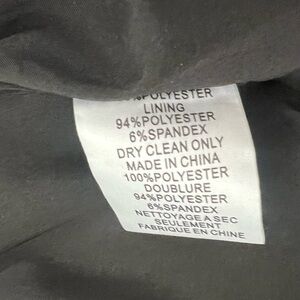 %POLYESTER
LINING
94%POLYESTER
6%SPANDEX
DRY CLEAN ONLY
MADE IN CHINA
100%POLYESTER
DOUBLURE
94%POLYESTER
6%SPANDEX
NETTOYAGE A SEC
SEULEMENT
FABRIQUE EN CHINE